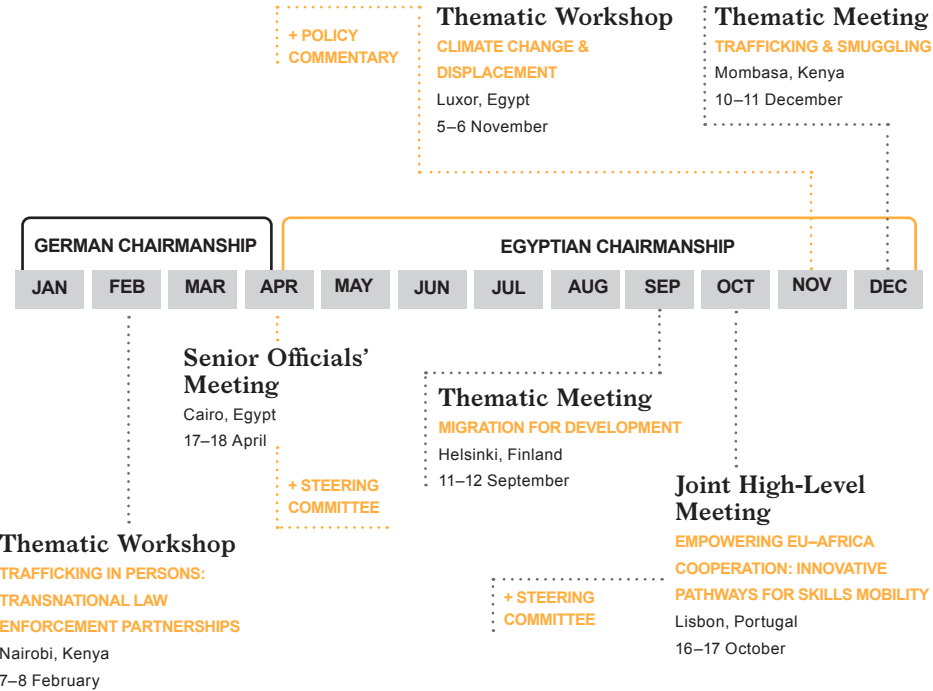 + POLICY
COMMENTARY
Thematic Workshop
CLIMATE CHANGE &
DISPLACEMENT
Luxor, Egypt
5–6 November
Thematic Meeting
TRAFFICKING & SMUGGLING
Mombasa, Kenya
10–11 December
GERMAN CHAIRMANSHIP
EGYPTIAN CHAIRMANSHIP
JAN FEB MAR APR MAY JUN JUL AUG SEP OCT NOV DEC
Senior Officials’
Meeting
Cairo, Egypt
17–18 April
+ STEERING
COMMITTEE
Thematic Meeting
MIGRATION FOR DEVELOPMENT
Helsinki, Finland
11–12 September
Thematic Workshop
TRAFFICKING IN PERSONS:
TRANSNATIONAL LAW
ENFORCEMENT PARTNERSHIPS
Nairobi, Kenya
7–8 February
+ STEERING
COMMITTEE
Joint High-Level
Meeting
EMPOWERING EU–AFRICA
COOPERATION: INNOVATIVE
PATHWAYS FOR SKILLS MOBILITY
Lisbon, Portugal
16–17 October